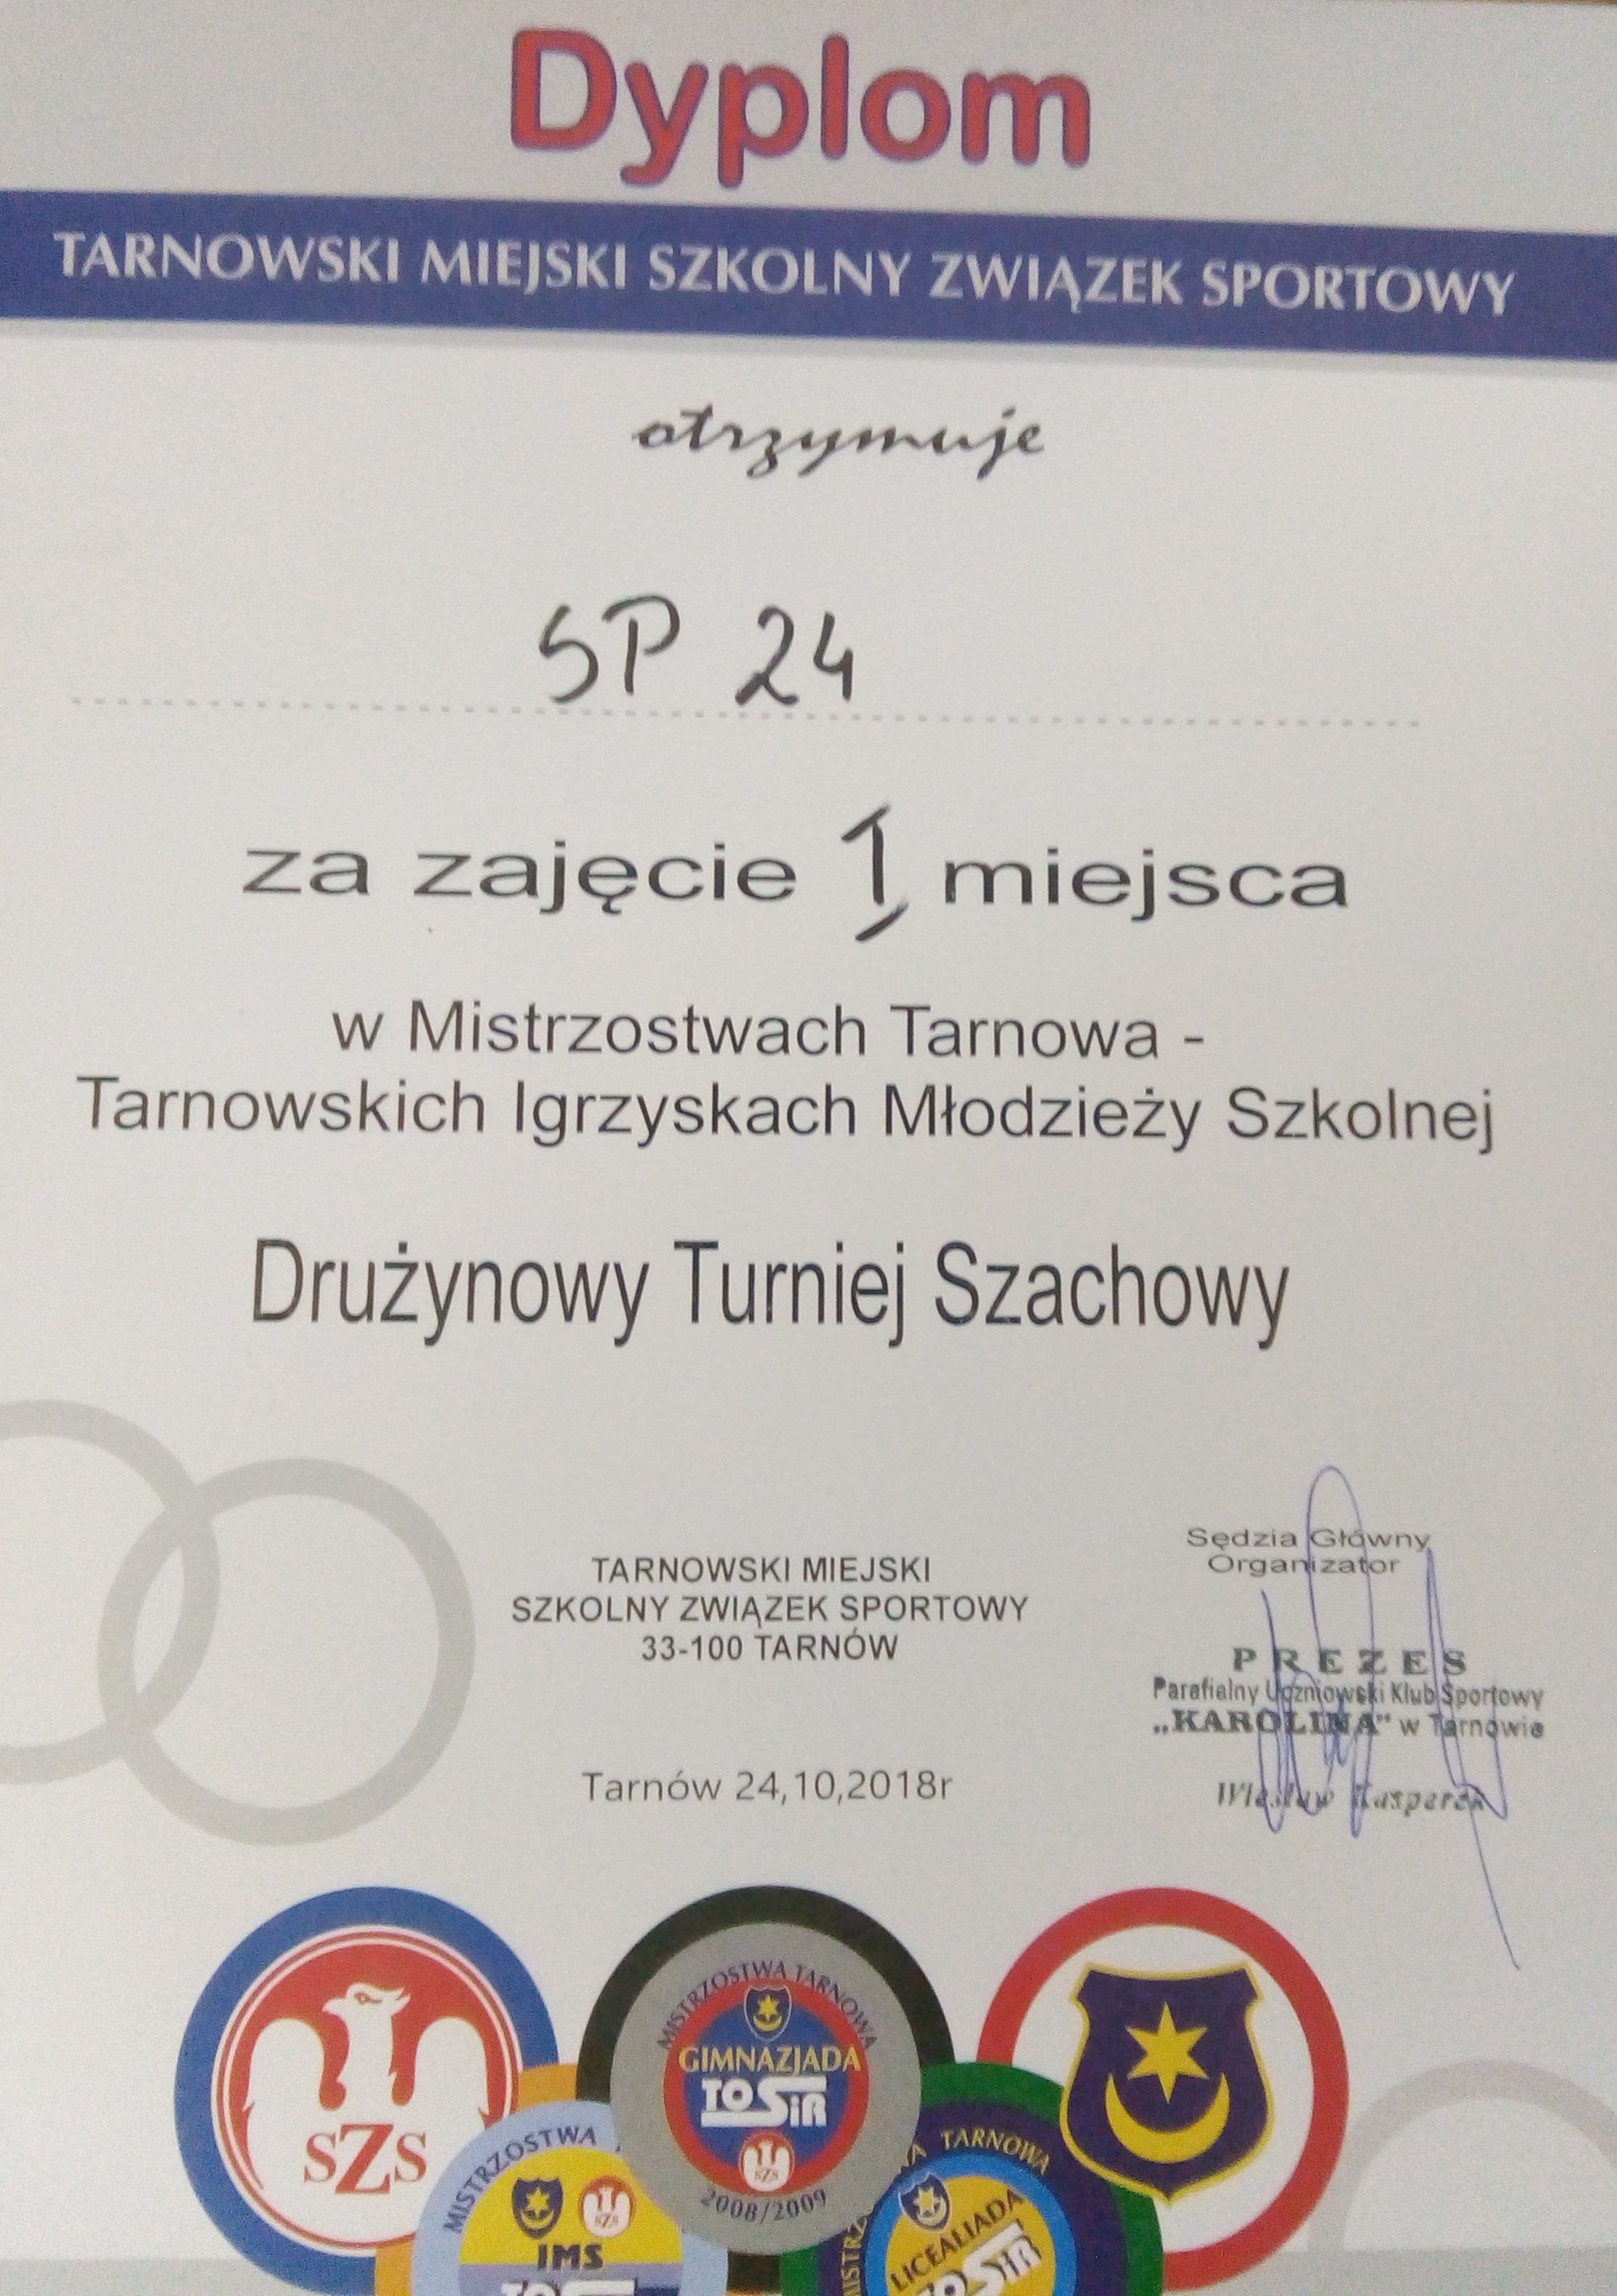 Dyplom
TARNOWSKI MIEJSKI SZKOLNY ZWIĄZEK SPORTOWY
otrzymuje
SP 24
za zajęcie 1 miejsca
w Mistrzostwach Tarnowa -
Tarnowskich Igrzyskach Młodzieży Szkolnej
Drużynowy Turniej Szachowy
TARNOWSKI MIEJSKI
SZKOLNY ZWIĄZEK SPORTOWY
33-100 TARNÓW
Tarnów 24,10,2018r
Sędzia Główny
Organizator
PREZES
Parafialny Uczniowski Klub Sportowy
„KAROLINA" w Tarnowie
Wiesław Kasperek
SZS
MISTRZOSTWA TARNOWA
GIMNAZJADA
TOSiR
SZS
2008/2009
MISTRZOSTWA
SZS
IMS
TARNOWA
LICEALIADA
TOSiR